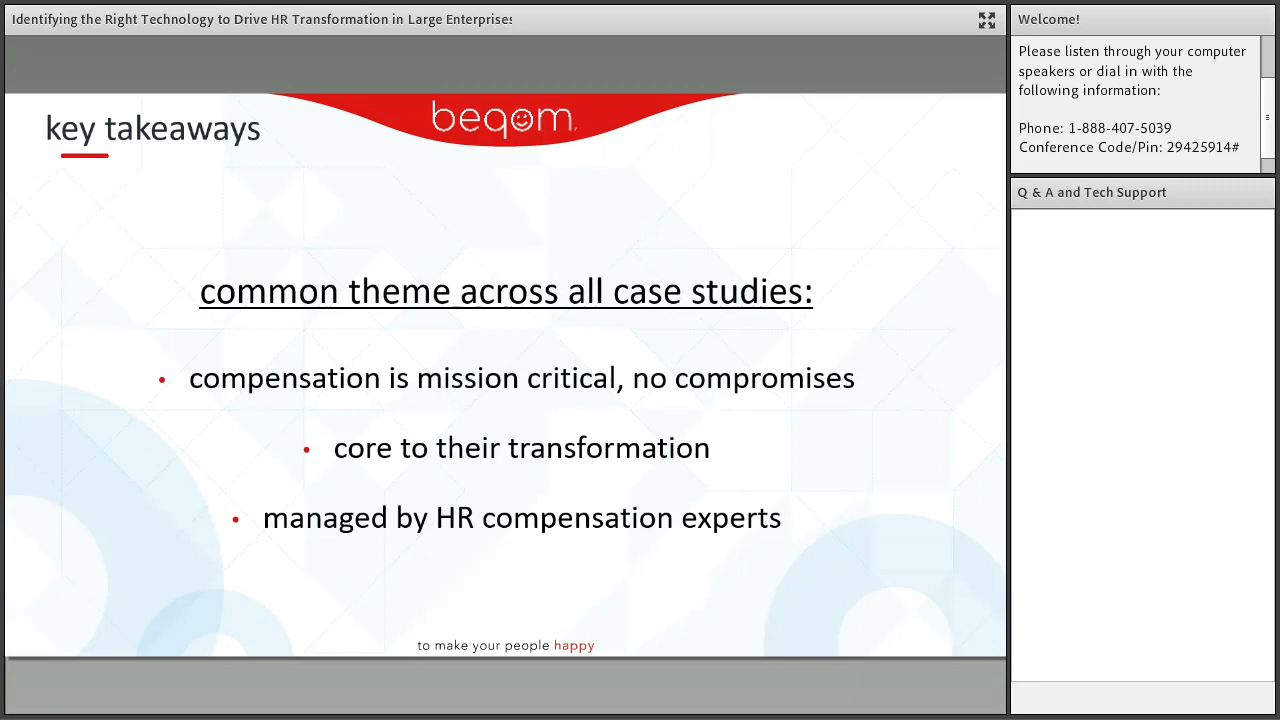 Identifying the Right Technology to Drive HR Transformation in Large Enterprises
key takeaways
beqom.
common theme across all case studies:
• compensation is mission critical, no compromises
• core to their transformation
• managed by HR compensation experts
to make your people happy
Welcome!
Please listen through your computer
speakers or dial in with the
following information:
Phone: 1-888-407-5039
Conference Code/Pin: 29425914#
Q & A and Tech Support